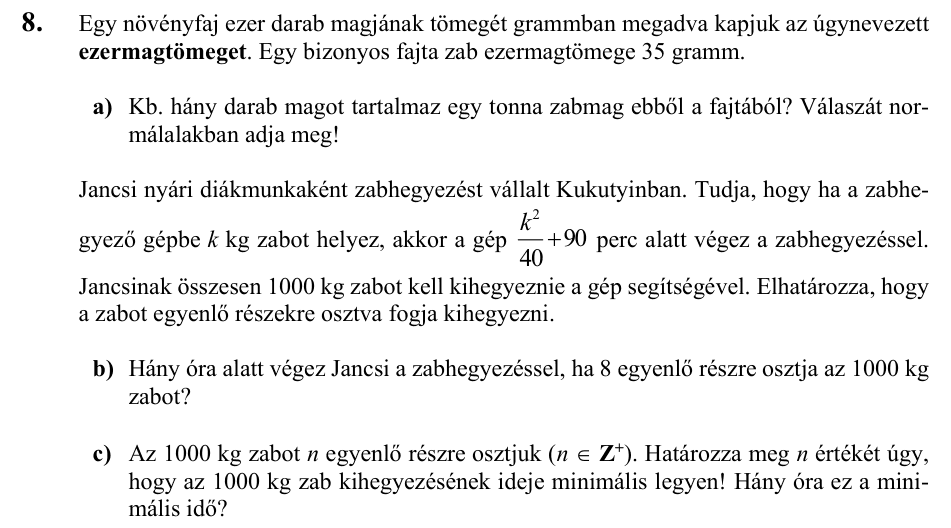 8. Egy növényfaj ezer darab magjának tömegét grammban megadva kapjuk az úgynevezett
ezermagtömeget. Egy bizonyos fajta zab ezermagtömege 35 gramm.
a) Kb. hány darab magot tartalmaz egy tonna zabmag ebből a fajtából? Válaszát nor-
málalakban adja meg!
Jancsi nyári diákmunkaként zabhegyezést vállalt Kukutyinban. Tudja, hogy ha a zabhe-
gyező gépbe k kg zabot helyez, akkor a gép k²/40 +90 perc alatt végez a zabhegyezéssel.
Jancsinak összesen 1000 kg zabot kell kihegyeznie a gép segítségével. Elhatározza, hogy
a zabot egyenlő részekre osztva fogja kihegyezni.
b) Hány óra alatt végez Jancsi a zabhegyezéssel, ha 8 egyenlő részre osztja az 1000 kg
zabot?
c) Az 1000 kg zabot n egyenlő részre osztjuk (n ∈ Z⁺). Határozza meg n értékét úgy,
hogy az 1000 kg zab kihegyezésének ideje minimális legyen! Hány óra ez a mini-
mális idő?